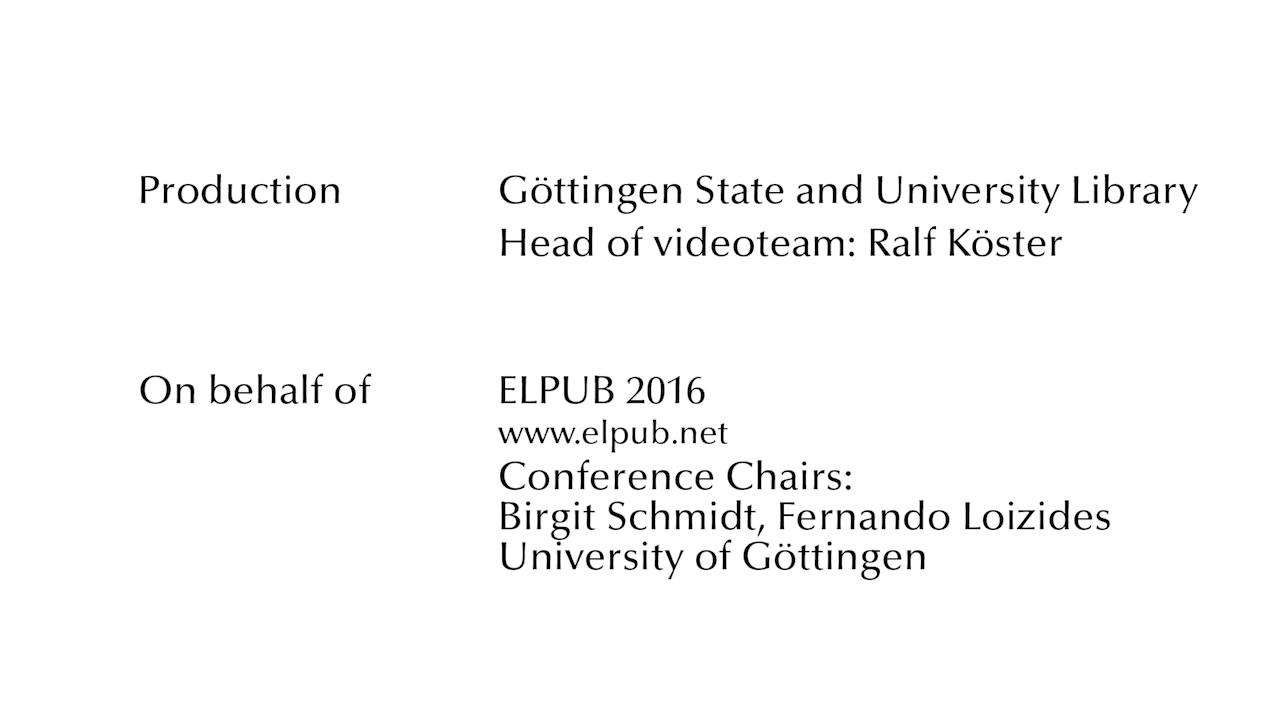 Production
Göttingen State and University Library
Head of videoteam: Ralf Köster
On behalf of
ELPUB 2016
www.elpub.net
Conference Chairs:
Birgit Schmidt, Fernando Loizides
University of Göttingen